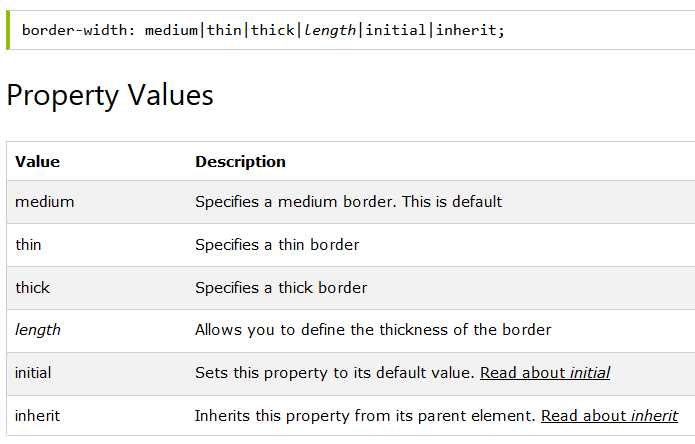 border-width: medium|thin|thick|length|initial|inherit;
Property Values
Value Description
medium Specifies a medium border. This is default
thin Specifies a thin border
thick Specifies a thick border
length Allows you to define the thickness of the border
initial Sets this property to its default value. Read about initial
inherit Inherits this property from its parent element. Read about inherit